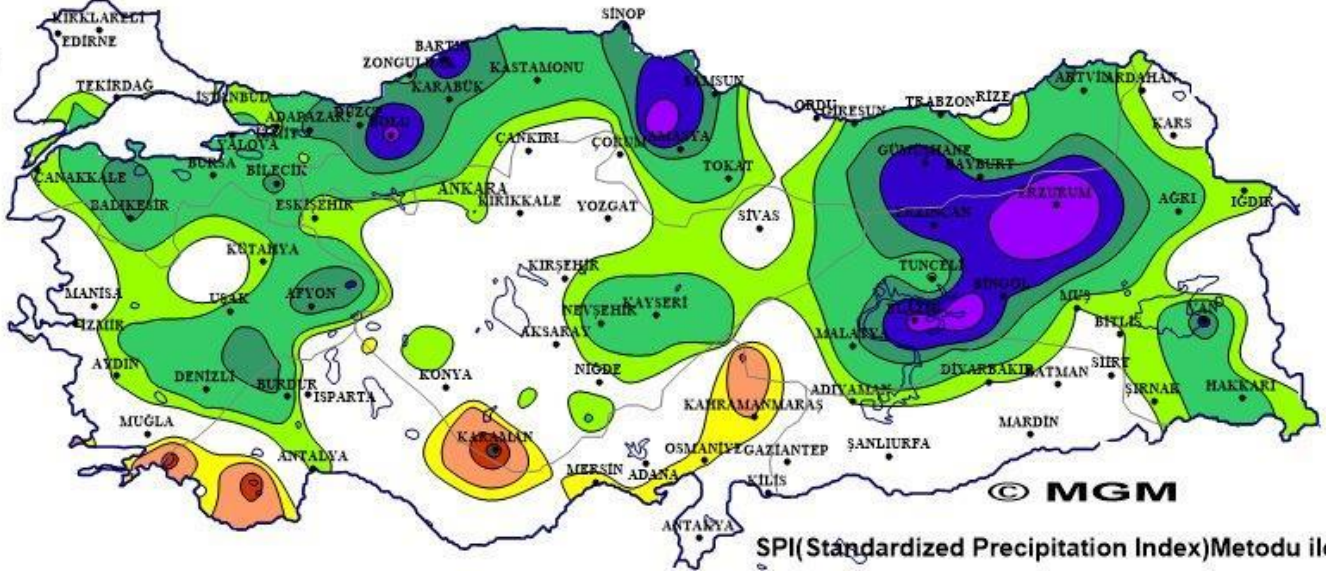 SİNOP
KIRKLARELİ
EDİRNE
BARTIN
ZONGULDAK
KASTAMONU
KARABÜK
SAMSUN
ARTVİN
ARDAHAN
TEKİRDAĞ
İSTANBUL
ADAPAZARI
DÜZCE
BOLU
ORDU
GİRESUN
TRABZON
RİZE
KARS
YALOVA
ÇANKIRI
ÇORUM
AMASYA
GÜMÜŞHANE
BAYBURT
ÇANAKKALE
BURSA
BİLECİK
TOKAT
ANKARA
ERZURUM
BALIKESİR
ESKİŞEHİR
KIRIKKALE
YOZGAT
SİVAS
ERZİNCAN
AĞRI
IĞDIR
KÜTAHYA
KIRŞEHİR
TUNCELİ
MANİSA
UŞAK
AFYON
NEVŞEHİR
KAYSERİ
BİNGÖL
MUŞ
VAN
İZMİR
AKSARAY
MALATYA
ELAZIĞ
BİTLİS
AYDIN
DENİZLİ
BURDUR
ISPARTA
KONYA
NİĞDE
ADIYAMAN
DİYARBAKIR
BATMAN
SİİRT
ŞIRNAK
HAKKARİ
MUĞLA
KARAMAN
KAHRAMANMARAŞ
MARDİN
ANTALYA
MERSİN
ADANA
OSMANİYE
GAZİANTEP
ŞANLIURFA
KİLİS
© MGM
ANTAKYA
SPI(Standardized Precipitation Index)Metodu ile